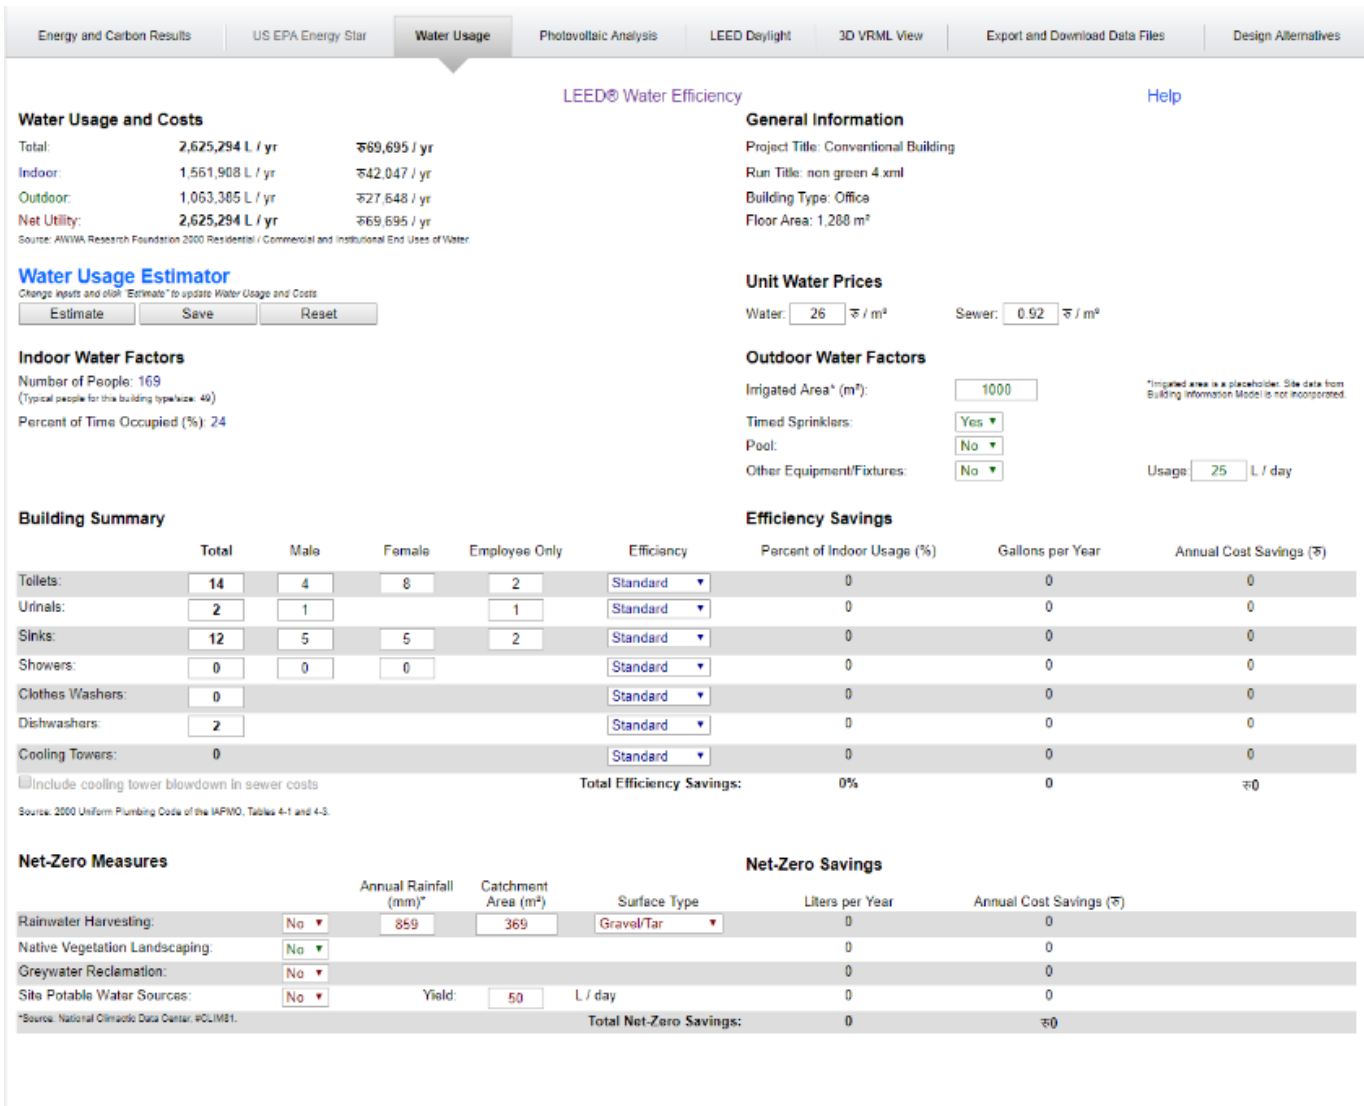 Energy and Carbon Results US EPA Energy Star Water Usage Photovoltaic Analysis LEED Daylight 3D VRML View Export and Download Data Files Design Alternatives
LEED® Water Efficiency Help
Water Usage and Costs General Information
Total: 2,625,294 L / yr रु69,695 / yr Project Title: Conventional Building
Indoor: 1,561,908 L / yr रु42,047 / yr Run Title: non green 4.xml
Outdoor: 1,063,385 L / yr रु27,648 / yr Building Type: Office
Net Utility: 2,625,294 L / yr रु69,695 / yr Floor Area: 1,288 m²
Source: AWWA Research Foundation 2000 Residential / Commercial and Institutional End Uses of Water.
Water Usage Estimator
Change inputs and click "Estimate" to update Water Usage and Costs
Unit Water Prices
Estimate Save Reset Water: 26 रु / m³ Sewer: 0.92 रु / m³
Indoor Water Factors Outdoor Water Factors
Number of People: 169
(Typical people for this building type/size: 49)
Irrigated Area* (m²): 1000 *Irrigated area is a placeholder. Site data from
Building Information Model is not incorporated.
Percent of Time Occupied (%): 24 Timed Sprinklers: Yes
Pool: No
Other Equipment/Fixtures: No Usage: 25 L / day
Building Summary Efficiency Savings
Total Male Female Employee Only Efficiency Percent of Indoor Usage (%) Gallons per Year Annual Cost Savings (रु)
Toilets: 14 4 8 2 Standard 0 0 0
Urinals: 2 1 1 Standard 0 0 0
Sinks: 12 5 5 2 Standard 0 0 0
Showers: 0 0 0 Standard 0 0 0
Clothes Washers: 0 Standard 0 0 0
Dishwashers: 2 Standard 0 0 0
Cooling Towers: 0 Standard 0 0 0
Include cooling tower blowdown in sewer costs Total Efficiency Savings: 0% 0 रु0
Source: 2000 Uniform Plumbing Code of the IAPMO, Tables 4-1 and 4-3.
Net-Zero Measures Net-Zero Savings
Annual Rainfall (mm)* Catchment Area (m²) Surface Type Liters per Year Annual Cost Savings (रु)
Rainwater Harvesting: No 859 369 Gravel/Tar 0 0
Native Vegetation Landscaping: No 0 0
Greywater Reclamation: No 0 0
Site Potable Water Sources: No Yield: 50 L / day 0 0
*Source: National Climactic Data Center, #CLIM81. Total Net-Zero Savings: 0 रु0